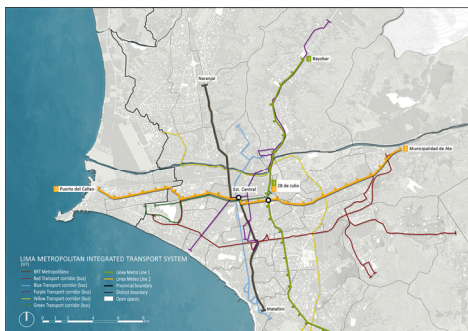 Bayobar
Naranjal
Municipalidad de Ate
Puerto del Callao
Est. Central
28 de Julio
Matellini
LIMA METROPOLITAN INTEGRATED TRANSPORT SYSTEM
(SIT)
BRT Metropolitano
Red Transport corridor (bus)
Blue Transport corridor (bus)
Purple Transport corridor (bus)
Yellow Transport corridor (bus)
Green Transport corridor (bus)
Linea Metro Line 1
Linea Metro Line 2
Provincial boundary
District boundary
Open spaces